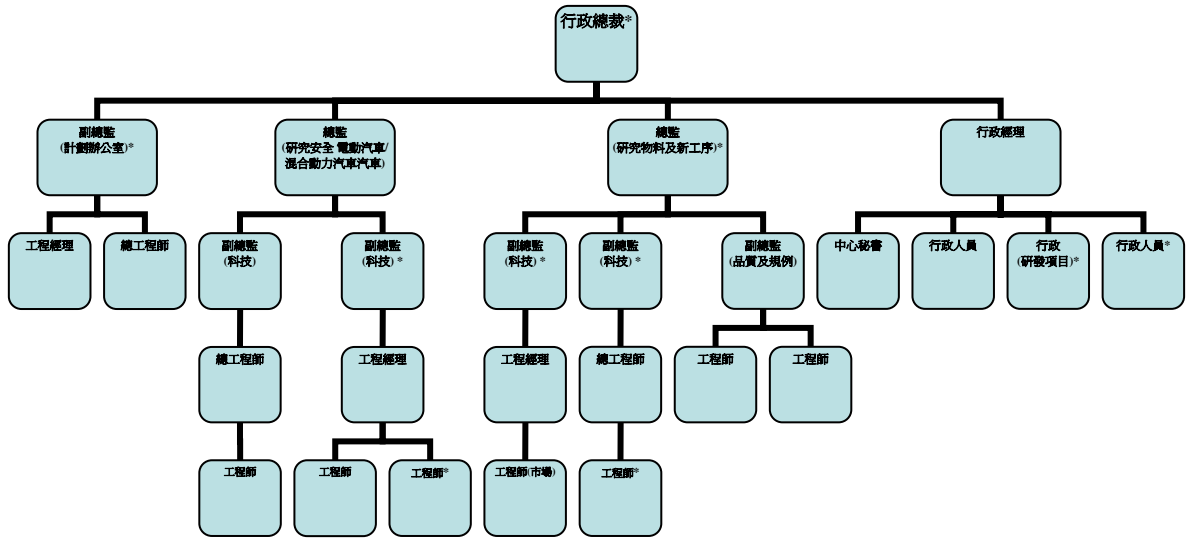 行政總裁*
副總監
(計劃辦公室)*
總監
(研究安全 電動汽車/
混合動力汽車汽車)
總監
(研究物料及新工序)*
行政經理
工程經理
總工程師
副總監
(科技)
副總監
(科技) *
副總監
(科技) *
副總監
(科技) *
副總監
(品質及規例)
中心秘書
行政人員
行政
(研發項目)*
行政人員*
總工程師
工程經理
工程經理
總工程師
工程師
工程師
工程師
工程師
工程師*
工程師(市場)
工程師*